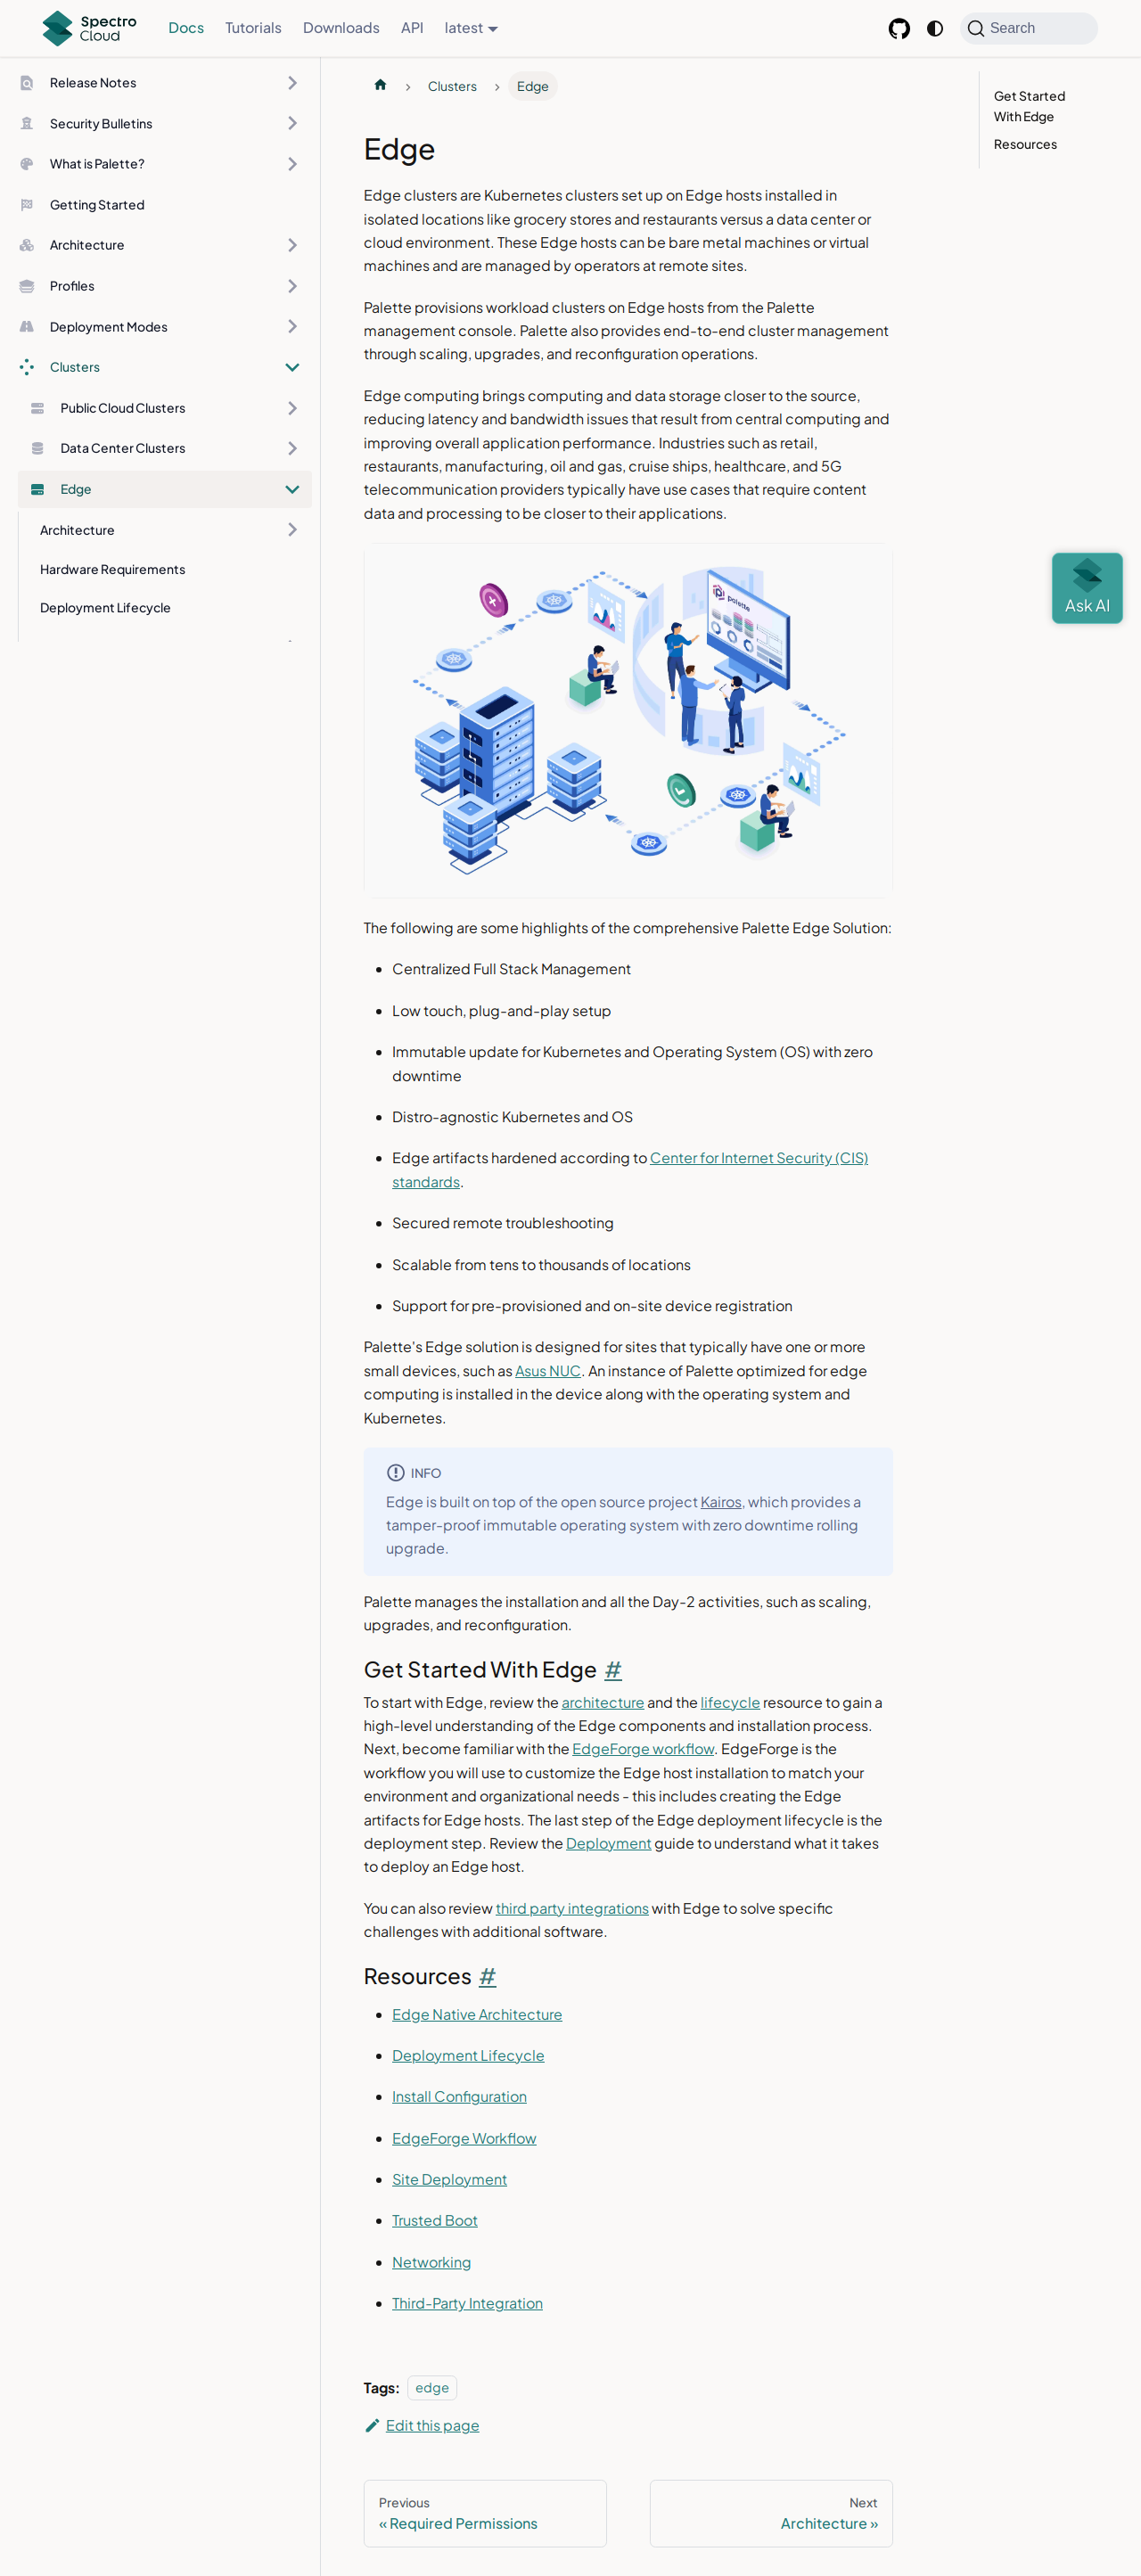 Spectro
Cloud
Docs
Tutorials
Downloads
API
latest
Search
Release Notes
Security Bulletins
What is Palette?
Getting Started
Architecture
Profiles
Deployment Modes
Clusters
Public Cloud Clusters
Data Center Clusters
Edge
Architecture
Hardware Requirements
Deployment Lifecycle
Clusters
Edge
Edge
Edge clusters are Kubernetes clusters set up on Edge hosts installed in
isolated locations like grocery stores and restaurants versus a data center or
cloud environment. These Edge hosts can be bare metal machines or virtual
machines and are managed by operators at remote sites.
Palette provisions workload clusters on Edge hosts from the Palette
management console. Palette also provides end-to-end cluster management
through scaling, upgrades, and reconfiguration operations.
Edge computing brings computing and data storage closer to the source,
reducing latency and bandwidth issues that result from central computing and
improving overall application performance. Industries such as retail,
restaurants, manufacturing, oil and gas, cruise ships, healthcare, and 5G
telecommunication providers typically have use cases that require content
data and processing to be closer to their applications.
palette
The following are some highlights of the comprehensive Palette Edge Solution:
Centralized Full Stack Management
Low touch, plug-and-play setup
Immutable update for Kubernetes and Operating System (OS) with zero
downtime
Distro-agnostic Kubernetes and OS
Edge artifacts hardened according to Center for Internet Security (CIS)
standards.
Secured remote troubleshooting
Scalable from tens to thousands of locations
Support for pre-provisioned and on-site device registration
Palette's Edge solution is designed for sites that typically have one or more
small devices, such as Asus NUC. An instance of Palette optimized for edge
computing is installed in the device along with the operating system and
Kubernetes.
INFO
Edge is built on top of the open source project Kairos, which provides a
tamper-proof immutable operating system with zero downtime rolling
upgrade.
Palette manages the installation and all the Day-2 activities, such as scaling,
upgrades, and reconfiguration.
Get Started With Edge #
To start with Edge, review the architecture and the lifecycle resource to gain a
high-level understanding of the Edge components and installation process.
Next, become familiar with the EdgeForge workflow. EdgeForge is the
workflow you will use to customize the Edge host installation to match your
environment and organizational needs - this includes creating the Edge
artifacts for Edge hosts. The last step of the Edge deployment lifecycle is the
deployment step. Review the Deployment guide to understand what it takes
to deploy an Edge host.
You can also review third party integrations with Edge to solve specific
challenges with additional software.
Resources #
Edge Native Architecture
Deployment Lifecycle
Install Configuration
EdgeForge Workflow
Site Deployment
Trusted Boot
Networking
Third-Party Integration
Tags: edge
Edit this page
Previous
« Required Permissions
Next
Architecture »
Get Started
With Edge
Resources
Ask AI